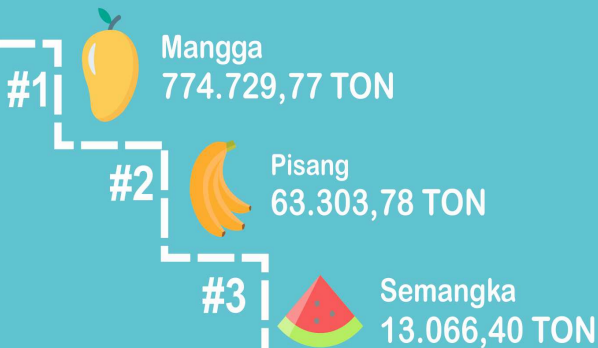 #1
Mangga
774.729,77 TON
#2
Pisang
63.303,78 TON
#3
Semangka
13.066,40 TON